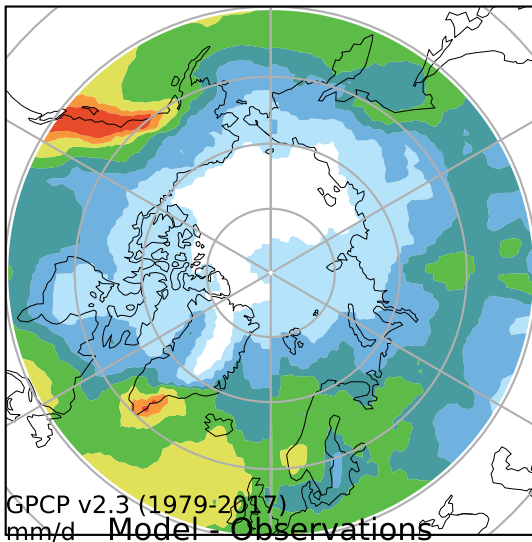 GPCP v2.3 (1979-2017)
mm/d Model - Observations